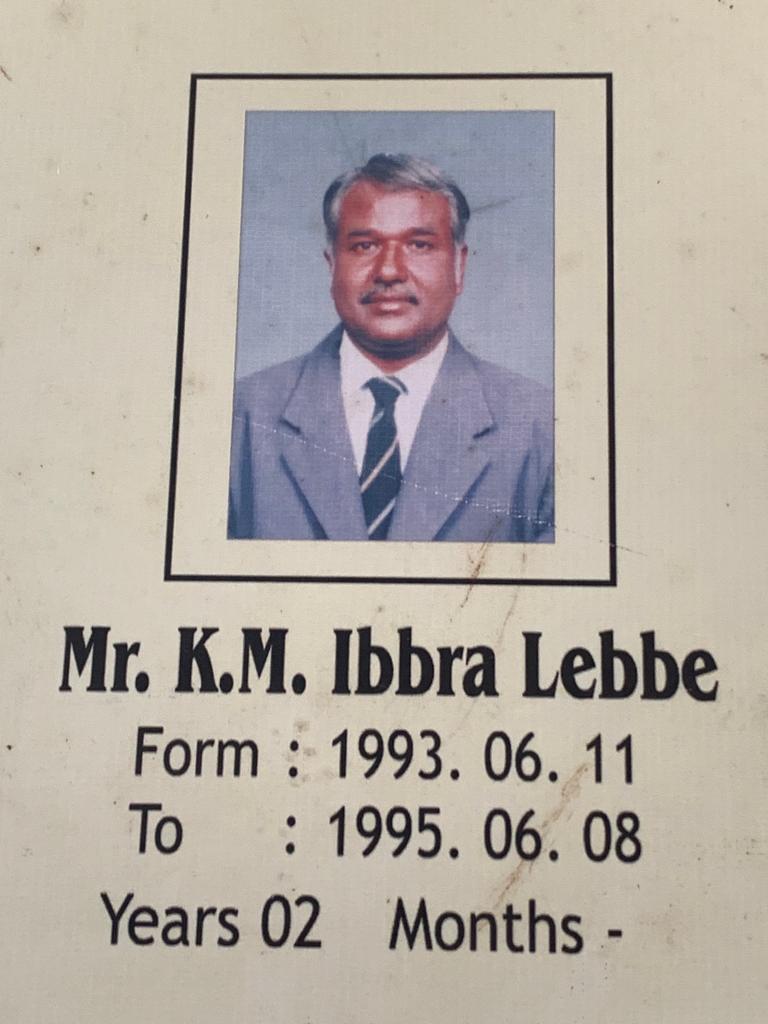 Mr. K.M. Ibbra Lebbe
Form : 1993. 06. 11
To : 1995. 06. 08
Years 02 Months -